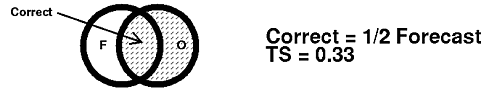 Correct
F
O
Correct = 1/2 Forecast
TS = 0.33